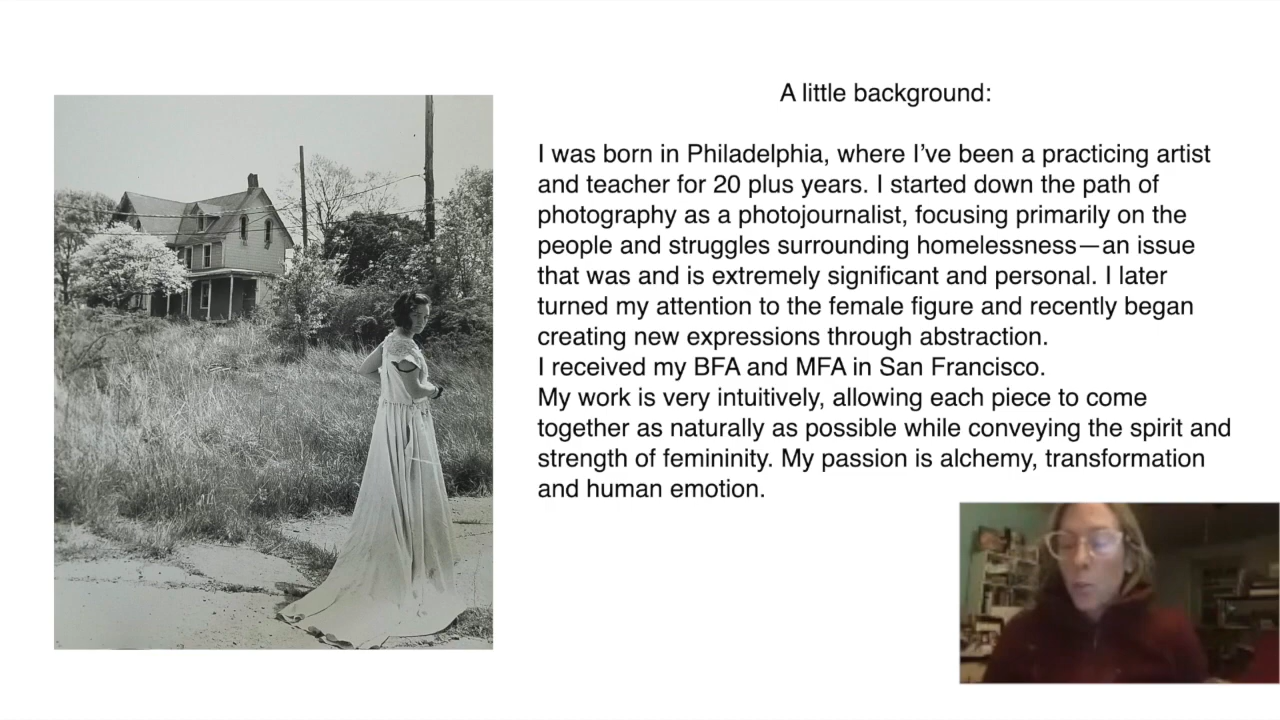 A little background:
I was born in Philadelphia, where I’ve been a practicing artist
and teacher for 20 plus years. I started down the path of
photography as a photojournalist, focusing primarily on the
people and struggles surrounding homelessness—an issue
that was and is extremely significant and personal. I later
turned my attention to the female figure and recently began
creating new expressions through abstraction.
I received my BFA and MFA in San Francisco.
My work is very intuitively, allowing each piece to come
together as naturally as possible while conveying the spirit and
strength of femininity. My passion is alchemy, transformation
and human emotion.